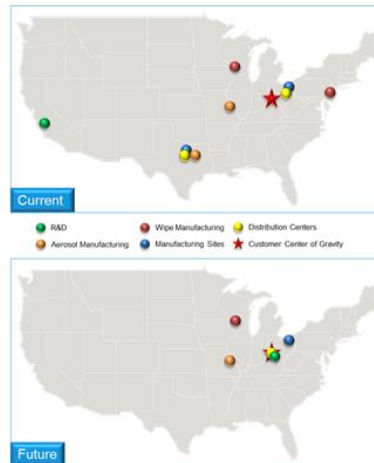 Current
R&D Wipe Manufacturing Distribution Centers
Aerosol Manufacturing Manufacturing Sites Customer Center of Gravity
Future